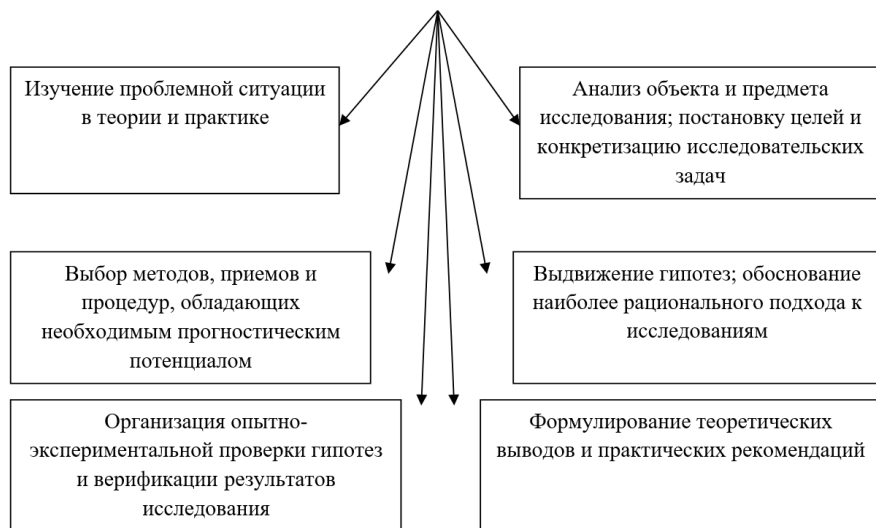 Изучение проблемной ситуации
в теории и практике
Анализ объекта и предмета
исследования; постановку целей и
конкретизацию исследовательских
задач
Выбор методов, приемов и
процедур, обладающих
необходимым прогностическим
потенциалом
Выдвижение гипотез; обоснование
наиболее рационального подхода к
исследованиям
Организация опытно-
экспериментальной проверки гипотез
и верификации результатов
исследования
Формулирование теоретических
выводов и практических рекомендаций